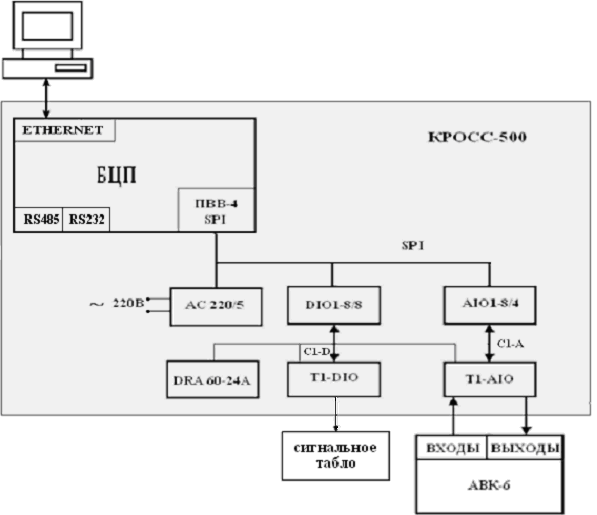 ETHERNET
КРОСС-500
БЦП
ПВВ-4
SPI
RS485 RS232
SPI
~ 220В
AC 220/5
DIO1-8/8
AIO1-8/4
C1-D
C1-A
DRA 60-24A
T1-DIO
T1-AIO
сигнальное
табло
ВХОДЫ ВЫХОДЫ
АВК-6